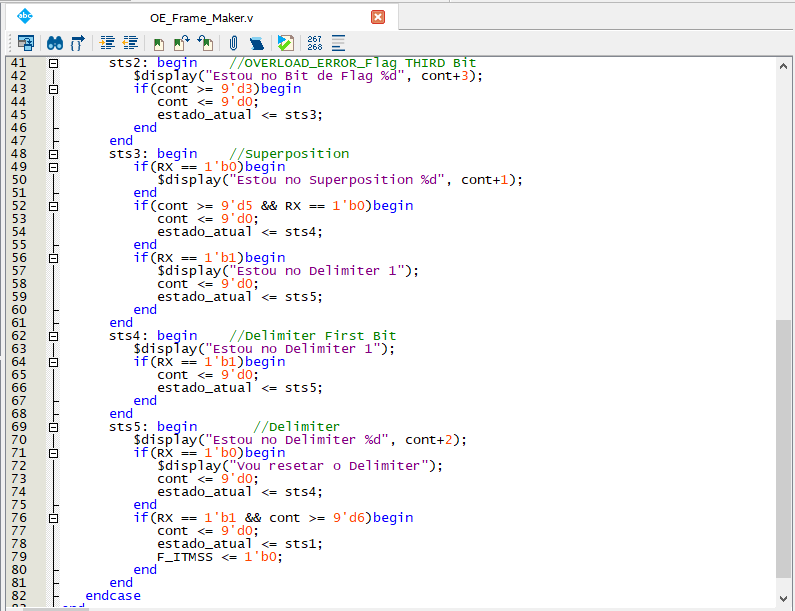 OE_Frame_Maker.v
267
268
41 sts2: begin //OVERLOAD_ERROR_Flag THIRD Bit
42 $display("Estou no Bit de Flag %d", cont+3);
43 if(cont >= 9'd3)begin
44 cont <= 9'd0;
45 estado_atual <= sts3;
46 end
47 end
48 sts3: begin //Superposition
49 if(RX == 1'b0)begin
50 $display("Estou no Superposition %d", cont+1);
51 end
52 if(cont >= 9'd5 && RX == 1'b0)begin
53 cont <= 9'd0;
54 estado_atual <= sts4;
55 end
56 if(RX == 1'b1)begin
57 $display("Estou no Delimiter 1");
58 cont <= 9'd0;
59 estado_atual <= sts5;
60 end
61 end
62 sts4: begin //Delimiter First Bit
63 $display("Estou no Delimiter 1");
64 if(RX == 1'b1)begin
65 cont <= 9'd0;
66 estado_atual <= sts5;
67 end
68 end
69 sts5: begin //Delimiter
70 $display("Estou no Delimiter %d", cont+2);
71 if(RX == 1'b0)begin
72 $display("Vou resetar o Delimiter");
73 cont <= 9'd0;
74 estado_atual <= sts4;
75 end
76 if(RX == 1'b1 && cont >= 9'd6)begin
77 cont <= 9'd0;
78 estado_atual <= sts1;
79 F_ITMSS <= 1'b0;
80 end
81 end
82 endcase